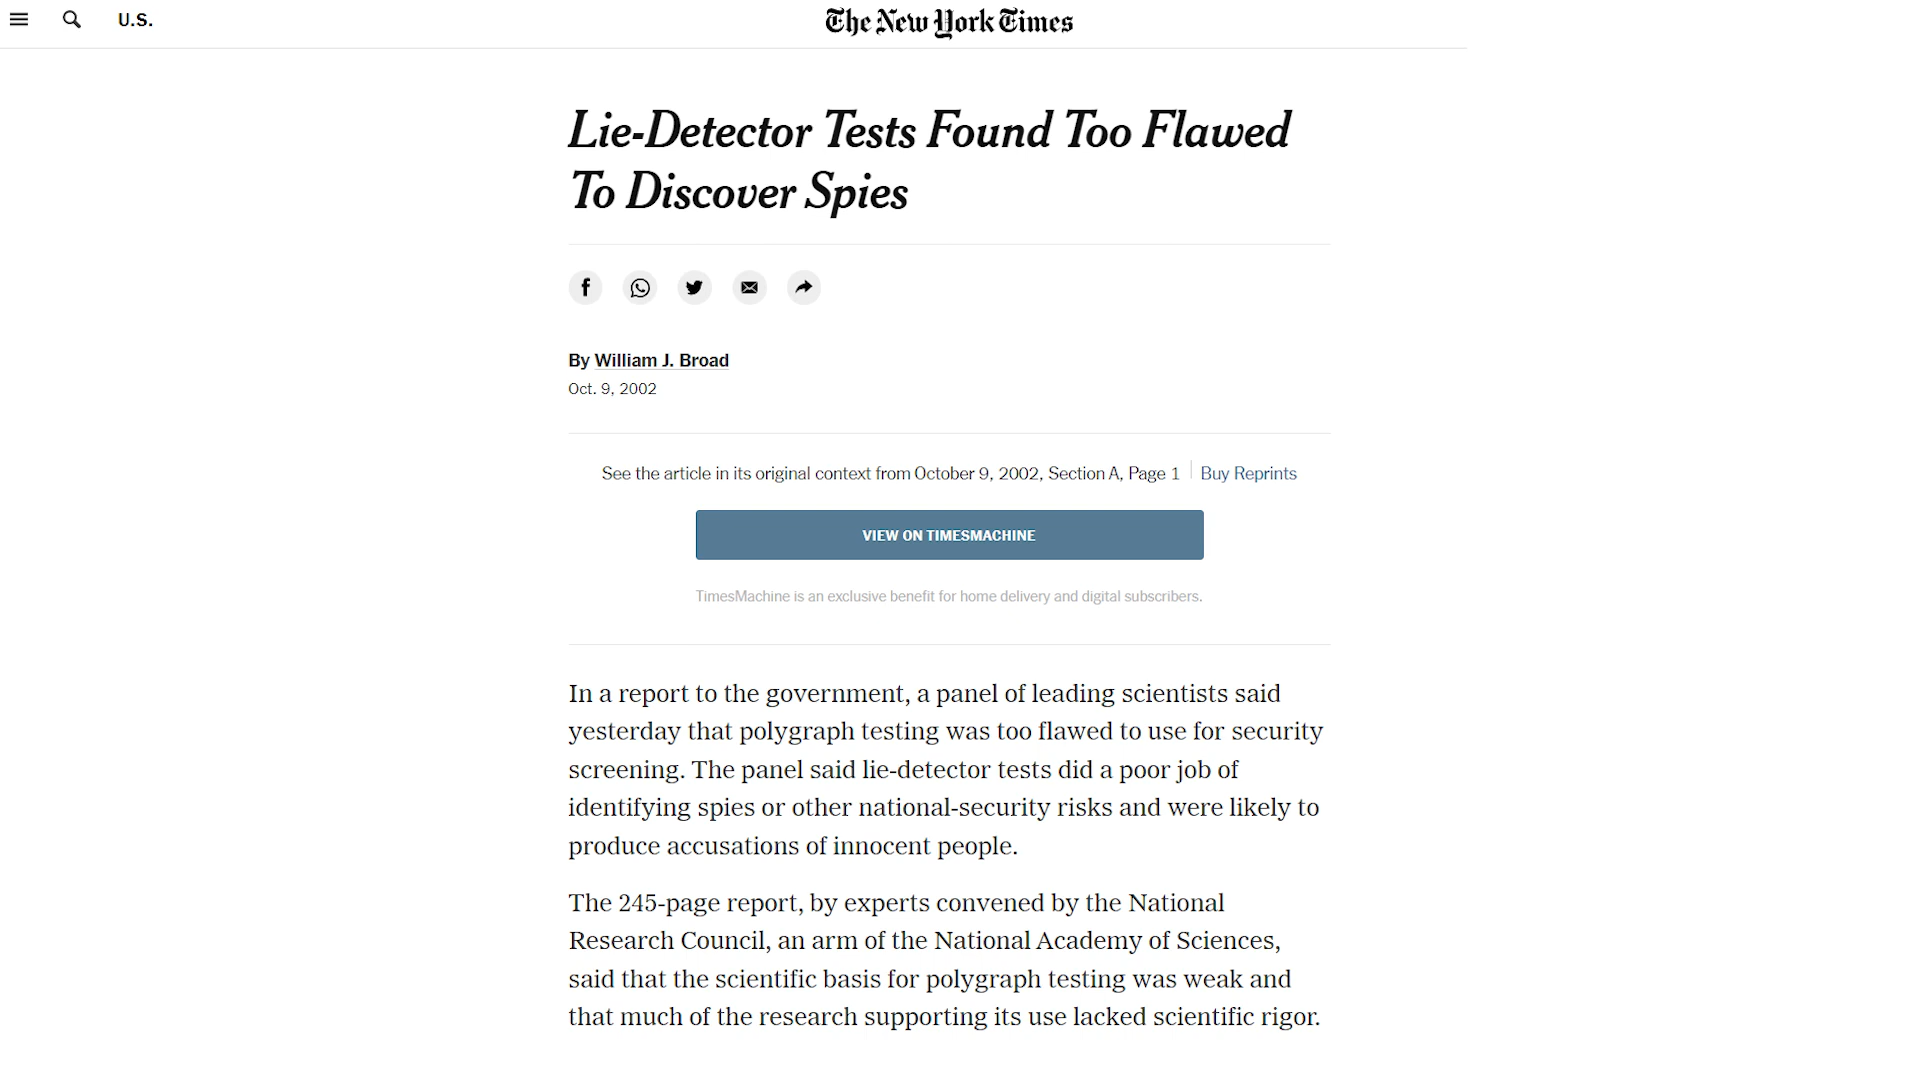 U.S.
The New York Times
Lie-Detector Tests Found Too Flawed
To Discover Spies
By William J. Broad
Oct. 9, 2002
See the article in its original context from October 9, 2002, Section A, Page 1 Buy Reprints
VIEW ON TIMESMACHINE
TimesMachine is an exclusive benefit for home delivery and digital subscribers.
In a report to the government, a panel of leading scientists said
yesterday that polygraph testing was too flawed to use for security
screening. The panel said lie-detector tests did a poor job of
identifying spies or other national-security risks and were likely to
produce accusations of innocent people.
The 245-page report, by experts convened by the National
Research Council, an arm of the National Academy of Sciences,
said that the scientific basis for polygraph testing was weak and
that much of the research supporting its use lacked scientific rigor.